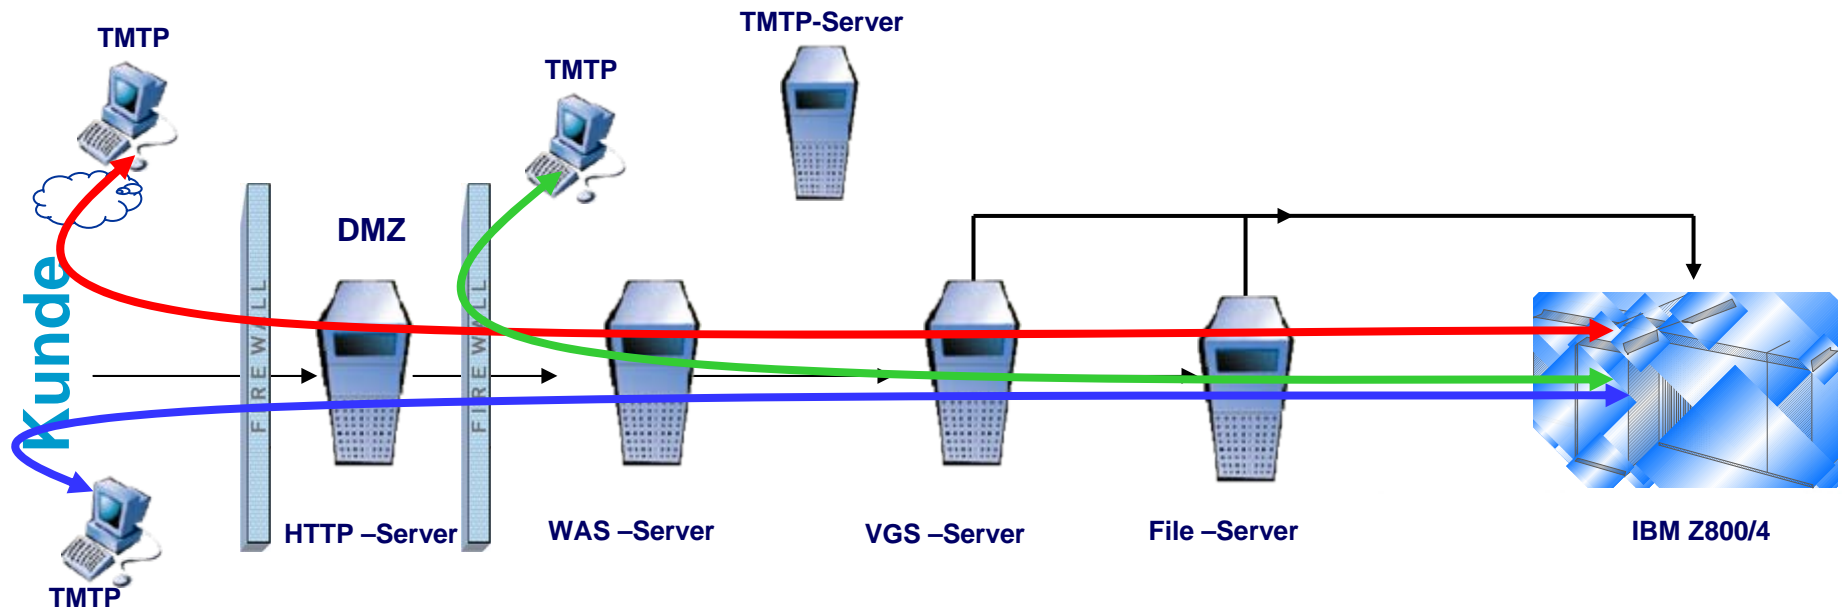 TMTP-Server
TMTP
TMTP
DMZ
Kunde
FIREWALL
FIREWALL
HTTP –Server
WAS –Server
VGS –Server
File –Server
IBM Z800/4
TMTP